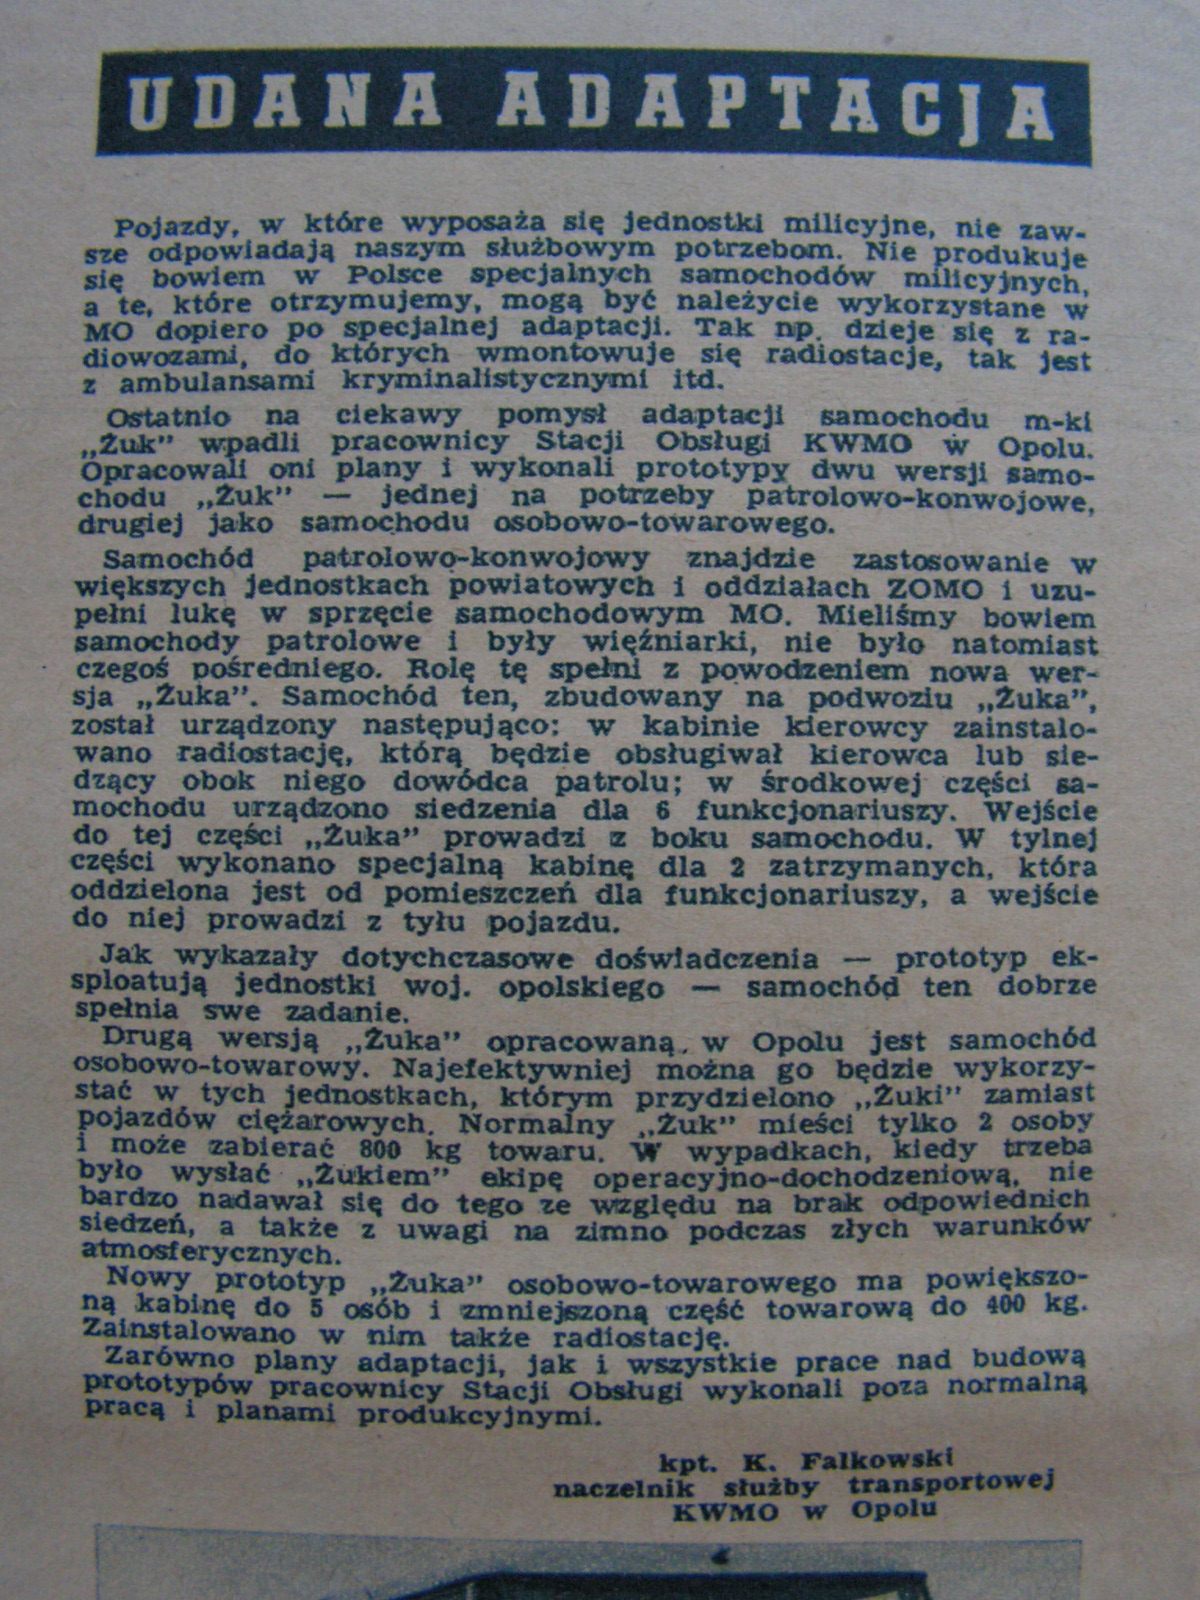 UDANA ADAPTACJA
Pojazdy, w które wyposaża się jednostki milicyjne, nie zaw-
sze odpowiadają naszym służbowym potrzebom. Nie produkuje
się bowiem w Polsce specjalnych samochodów milicyjnych,
a te, które otrzymujemy, mogą być należycie wykorzystane w
MO dopiero po specjalnej adaptacji. Tak np. dzieje się z ra-
diowozami, do których wmontowuje się radiostacje, tak jest
z ambulansami kryminalistycznymi itd.
Ostatnio na ciekawy pomysł adaptacji samochodu m-ki
„Żuk" wpadli pracownicy Stacji Obsługi KWMO w Opolu.
Opracowali oni plany i wykonali prototypy dwu wersji samo-
chodu „Żuk" — jednej na potrzeby patrolowo-konwojowe,
drugiej jako samochodu osobowo-towarowego.
Samochód patrolowo-konwojowy znajdzie zastosowanie w
większych jednostkach powiatowych i oddziałach ZOMO i uzu-
pełni lukę w sprzęcie samochodowym MO. Mieliśmy bowiem
samochody patrolowe i były więźniarki, nie było natomiast
czegoś pośredniego. Rolę tę spełni z powodzeniem nowa wer-
sja „Żuka". Samochód ten, zbudowany na podwoziu „Żuka",
został urządzony następująco: w kabinie kierowcy zainstalo-
wano radiostację, którą będzie obsługiwał kierowca lub sie-
dzący obok niego dowódca patrolu; w środkowej części sa-
mochodu urządzono siedzenia dla 6 funkcjonariuszy. Wejście
do tej części „Żuka" prowadzi z boku samochodu. W tylnej
części wykonano specjalną kabinę dla 2 zatrzymanych, która
oddzielona jest od pomieszczeń dla funkcjonariuszy, a wejście
do niej prowadzi z tyłu pojazdu.
Jak wykazały dotychczasowe doświadczenia — prototyp ek-
sploatują jednostki woj. opolskiego — samochód ten dobrze
spełnia swe zadanie.
Drugą wersją „Żuka" opracowaną, w Opolu jest samochód
osobowo-towarowy. Najefektywniej można go będzie wykorzy-
stać w tych jednostkach, którym przydzielono „Żuki" zamiast
pojazdów ciężarowych. Normalny „Żuk" mieści tylko 2 osoby
i może zabierać 800 kg towaru. W wypadkach, kiedy trzeba
było wysłać „Żukiem" ekipę operacyjno-dochodzeniową, nie
bardzo nadawał się do tego ze względu na brak odpowiednich
siedzeń, a także z uwagi na zimno podczas złych warunków
atmosferycznych.
Nowy prototyp „Żuka" osobowo-towarowego ma powiększo-
ną kabinę do 5 osób i zmniejszoną część towarową do 400 kg.
Zainstalowano w nim także radiostację.
Zarówno plany adaptacji, jak i wszystkie prace nad budową
prototypów pracownicy Stacji Obsługi wykonali poza normalną
pracą i planami produkcyjnymi.
kpt. K. Falkowski
naczelnik służby transportowej
KWMO w Opolu